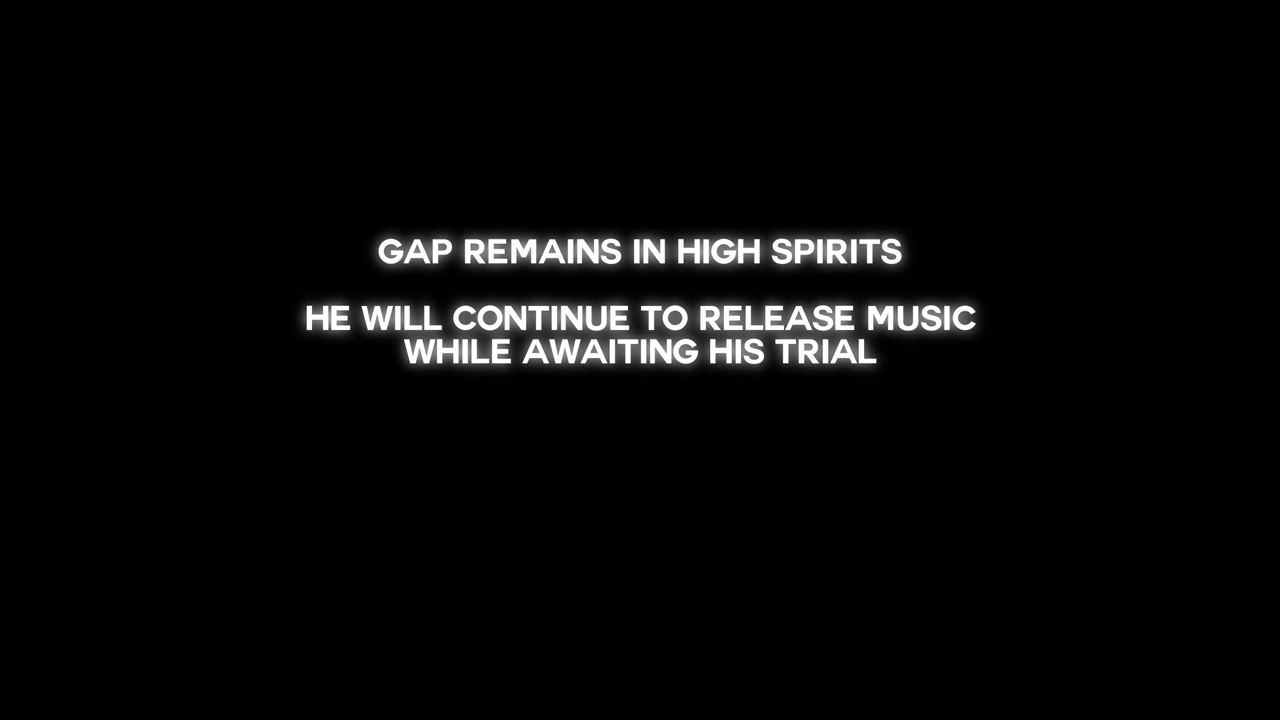 GAP REMAINS IN HIGH SPIRITS
HE WILL CONTINUE TO RELEASE MUSIC
WHILE AWAITING HIS TRIAL